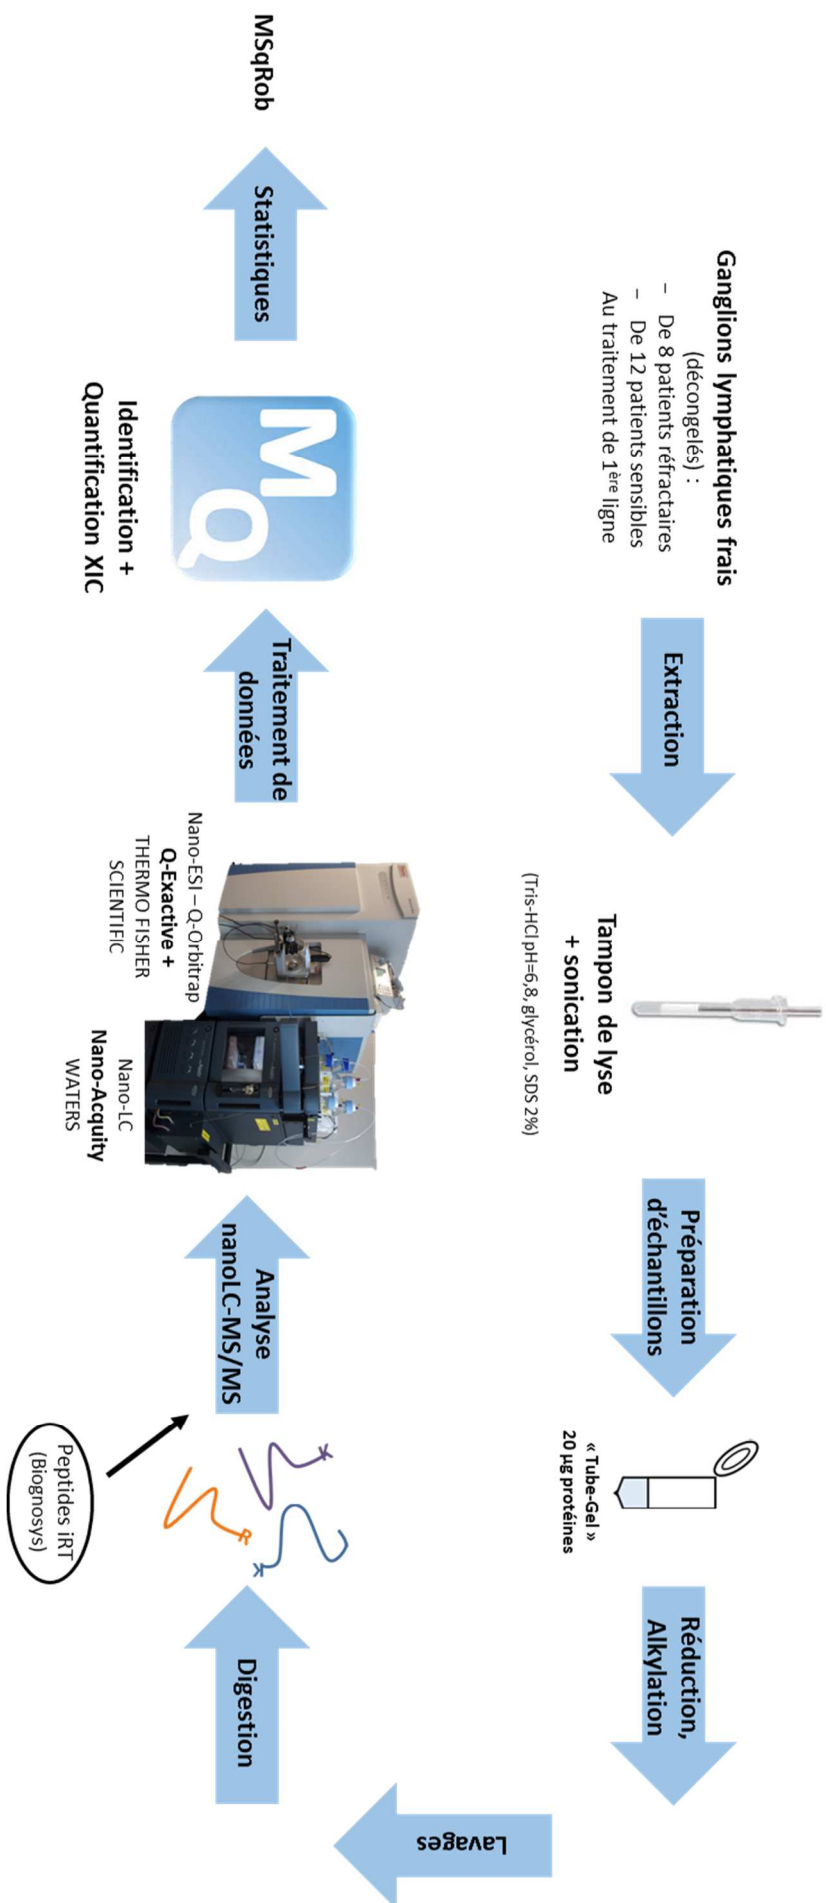 Ganglions lymphatiques frais
(décongelés) :
– De 8 patients réfractaires
– De 12 patients sensibles
Au traitement de 1ère ligne
Extraction
Tampon de lyse
+ sonication
(Tris-HCl pH=6,8, glycérol, SDS 2%)
Préparation
d'échantillons
« Tube-Gel »
20 µg protéines
Réduction,
Alkylation
Lavages
Digestion
K
R
K
Peptides iRT
(Biognosys)
Analyse
nanoLC-MS/MS
Nano-LC
Nano-Acquity
WATERS
Nano-ESI – Q-Orbitrap
Q-Exactive +
THERMO FISHER
SCIENTIFIC
Traitement de
données
M
Q
Identification +
Quantification XIC
Statistiques
MSqRob